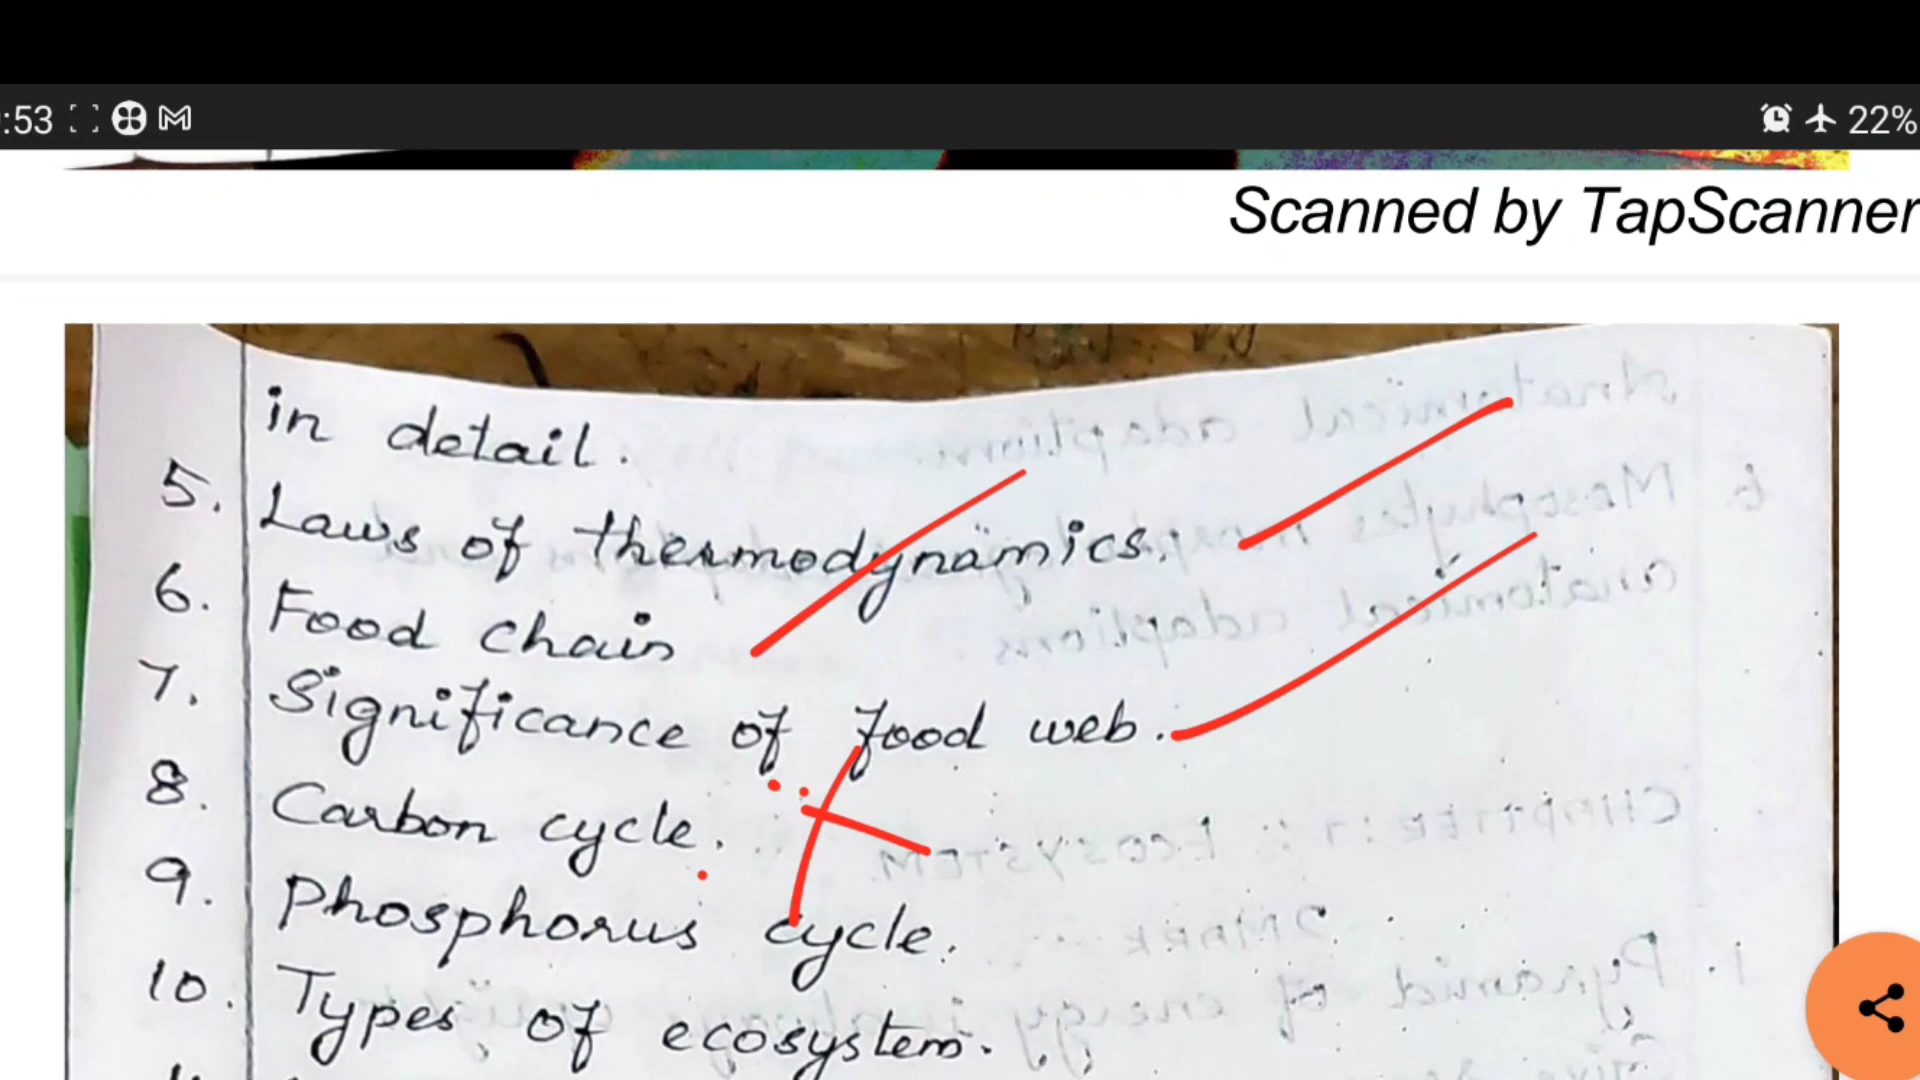 :53
22%
Scanned by TapScanner
in detail.
5. Laws of thermodynamics.
6. Food chain
7. Significance of food web.
8. Carbon cycle.
9. Phosphorus cycle.
10. Types of ecosystem.